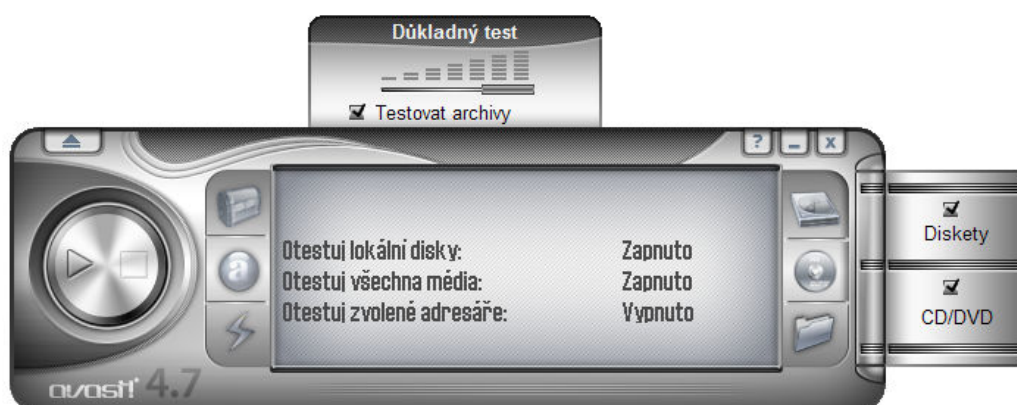 Důkladný test
Testovat archivy
?
x
Otestuj lokální disky: Zapnuto
Otestuj všechna média: Zapnuto
Otestuj zvolené adresáře: Vypnuto
Diskety
CD/DVD
a
avast! 4.7